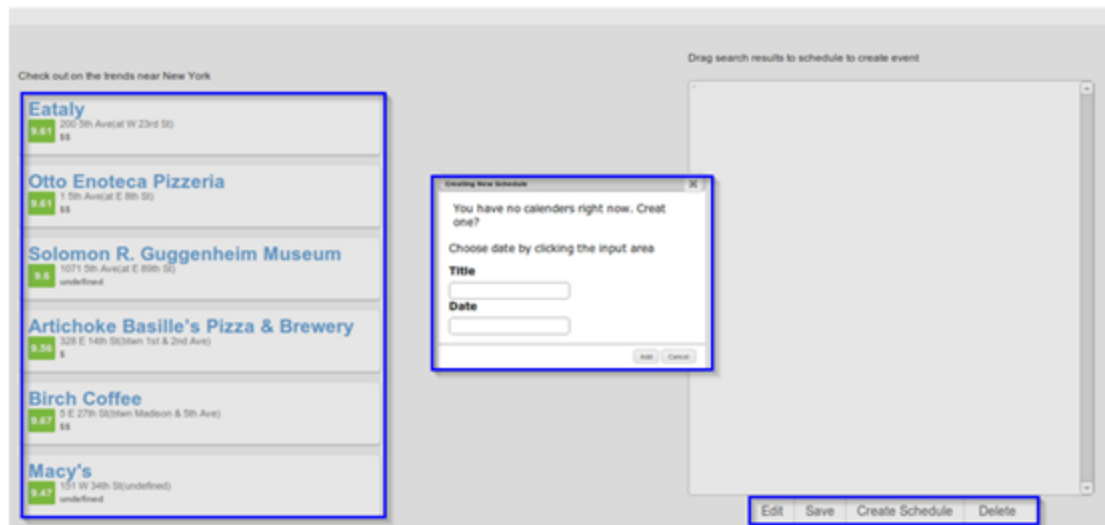 Check out on the trends near New York
Eataly
9.61
200 5th Ave(at W 23rd St)
$$
Otto Enoteca Pizzeria
9.61
1 5th Ave(at E 8th St)
$$
Solomon R. Guggenheim Museum
9.6
1071 5th Ave(at E 89th St)
undefined
Artichoke Basille's Pizza & Brewery
9.56
328 E 14th St(btwn 1st & 2nd Ave)
$
Birch Coffee
9.67
5 E 27th St(btwn Madison & 5th Ave)
$$
Macy's
9.47
151 W 34th St(undefined)
undefined
Creating New Schedule
You have no calenders right now. Creat
one?
Choose date by clicking the input area
Title
Date
Add Cancel
Drag search results to schedule to create event
Edit Save Create Schedule Delete